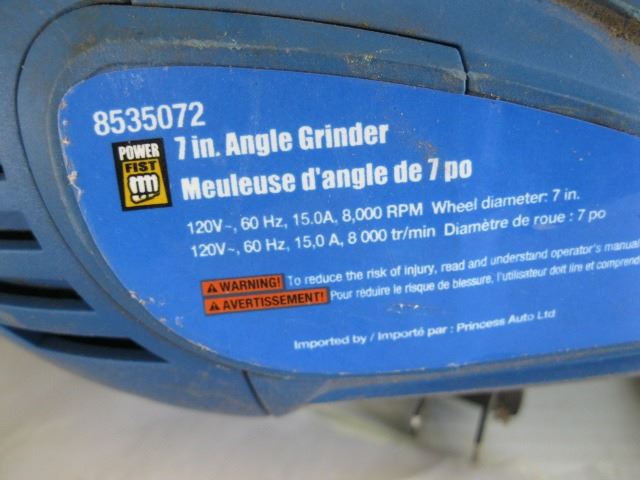 8535072
POWER
FIST
7 in. Angle Grinder
Meuleuse d'angle de 7 po
120V~, 60 Hz, 15.0A, 8,000 RPM Wheel diameter: 7 in.
120V~, 60 Hz, 15,0 A, 8 000 tr/min Diamètre de roue : 7 po
WARNING! To reduce the risk of injury, read and understand operator's manual
AVERTISSEMENT! Pour réduire le risque de blessure, l'utilisateur doit lire et comprend
Imported by / Importé par : Princess Auto Ltd